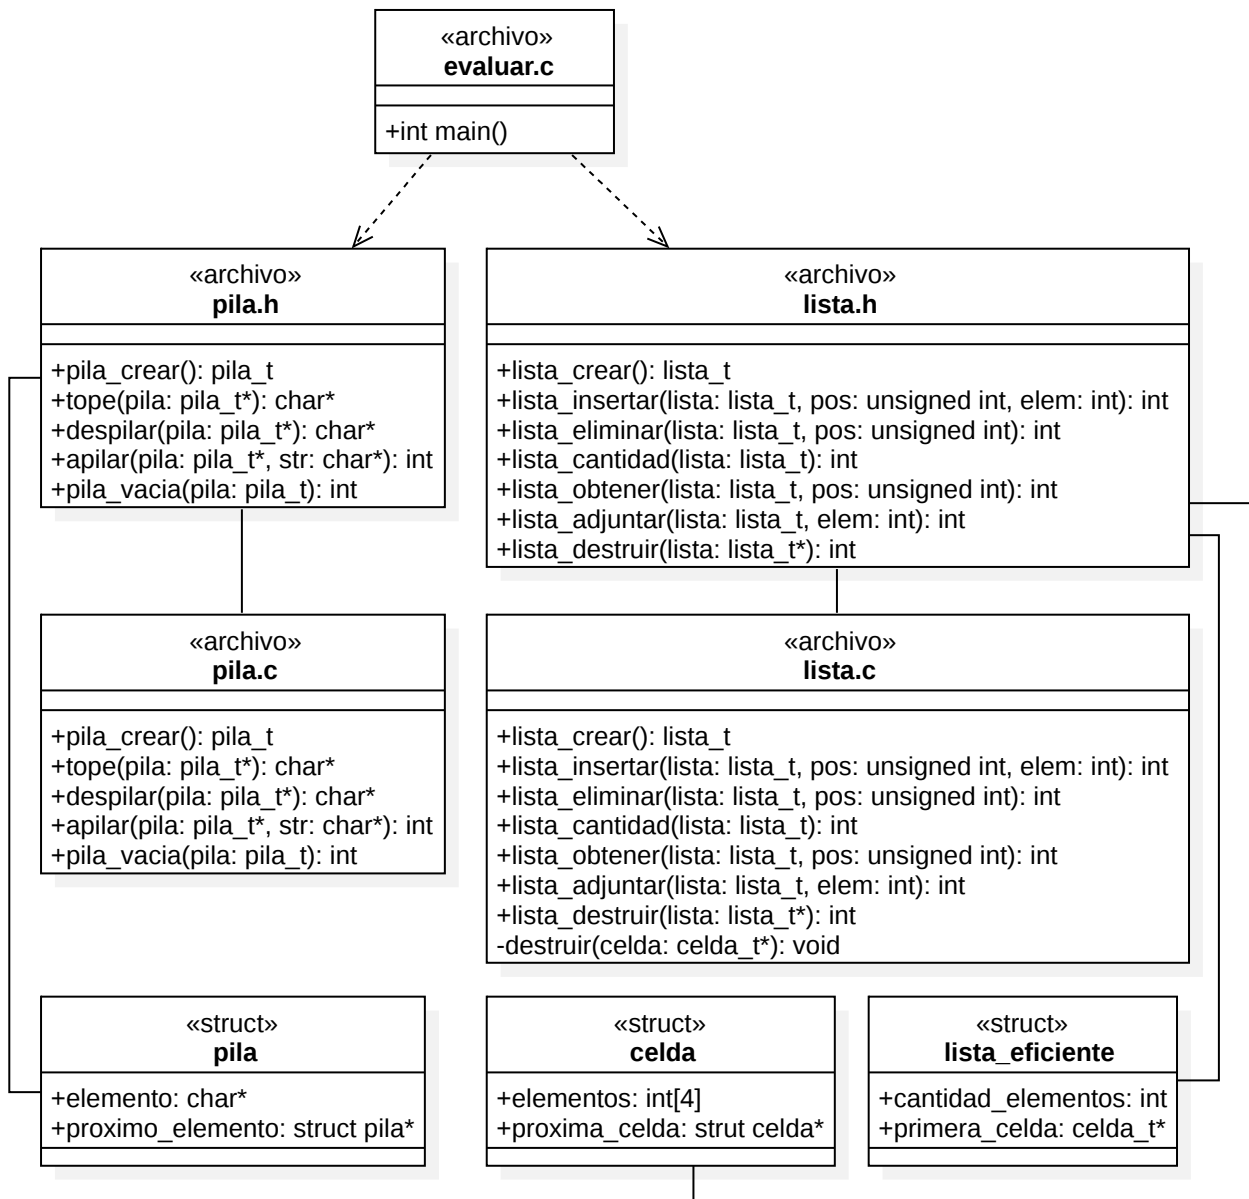 «archivo»
evaluar.c
+int main()
«archivo»
pila.h
+pila_crear(): pila_t
+tope(pila: pila_t*): char*
+despilar(pila: pila_t*): char*
+apilar(pila: pila_t*, str: char*): int
+pila_vacia(pila: pila_t): int
«archivo»
lista.h
+lista_crear(): lista_t
+lista_insertar(lista: lista_t, pos: unsigned int, elem: int): int
+lista_eliminar(lista: lista_t, pos: unsigned int): int
+lista_cantidad(lista: lista_t): int
+lista_obtener(lista: lista_t, pos: unsigned int): int
+lista_adjuntar(lista: lista_t, elem: int): int
+lista_destruir(lista: lista_t*): int
«archivo»
pila.c
+pila_crear(): pila_t
+tope(pila: pila_t*): char*
+despilar(pila: pila_t*): char*
+apilar(pila: pila_t*, str: char*): int
+pila_vacia(pila: pila_t): int
«archivo»
lista.c
+lista_crear(): lista_t
+lista_insertar(lista: lista_t, pos: unsigned int, elem: int): int
+lista_eliminar(lista: lista_t, pos: unsigned int): int
+lista_cantidad(lista: lista_t): int
+lista_obtener(lista: lista_t, pos: unsigned int): int
+lista_adjuntar(lista: lista_t, elem: int): int
+lista_destruir(lista: lista_t*): int
-destruir(celda: celda_t*): void
«struct»
pila
+elemento: char*
+proximo_elemento: struct pila*
«struct»
celda
+elementos: int[4]
+proxima_celda: strut celda*
«struct»
lista_eficiente
+cantidad_elementos: int
+primera_celda: celda_t*